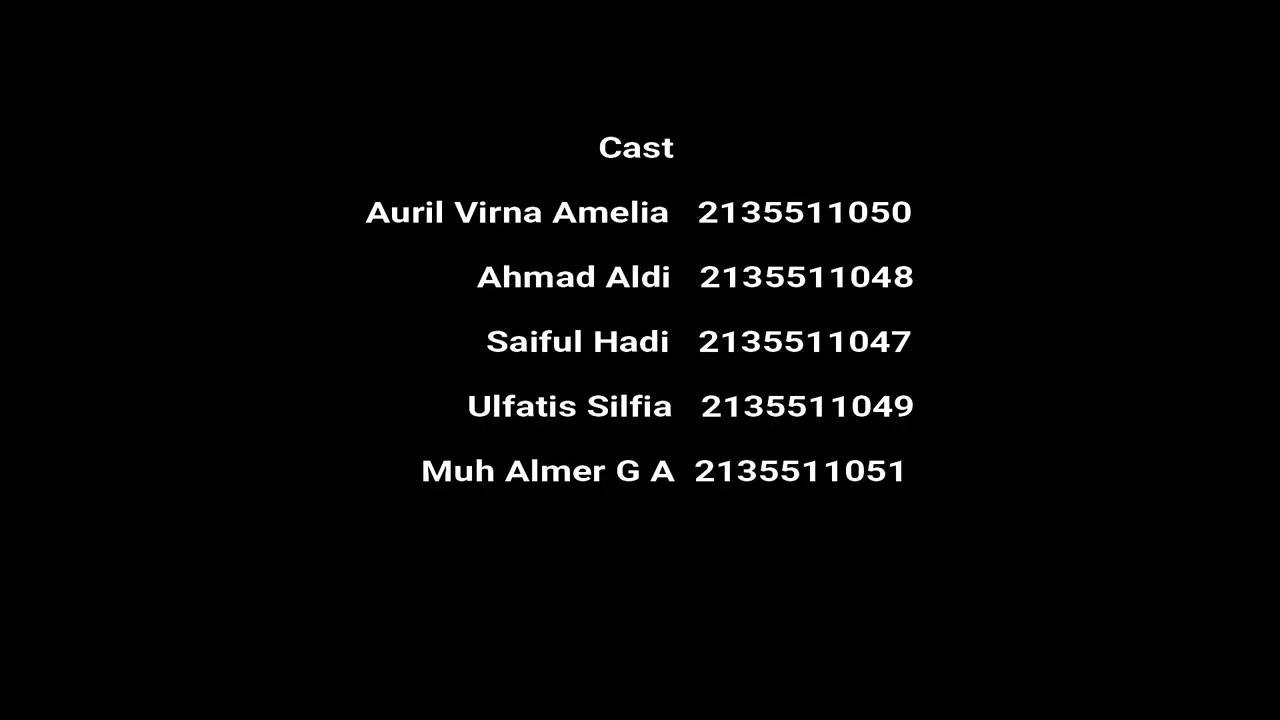 Cast
Auril Virna Amelia 2135511050
Ahmad Aldi 2135511048
Saiful Hadi 2135511047
Ulfatis Silfia 2135511049
Muh Almer G A 2135511051